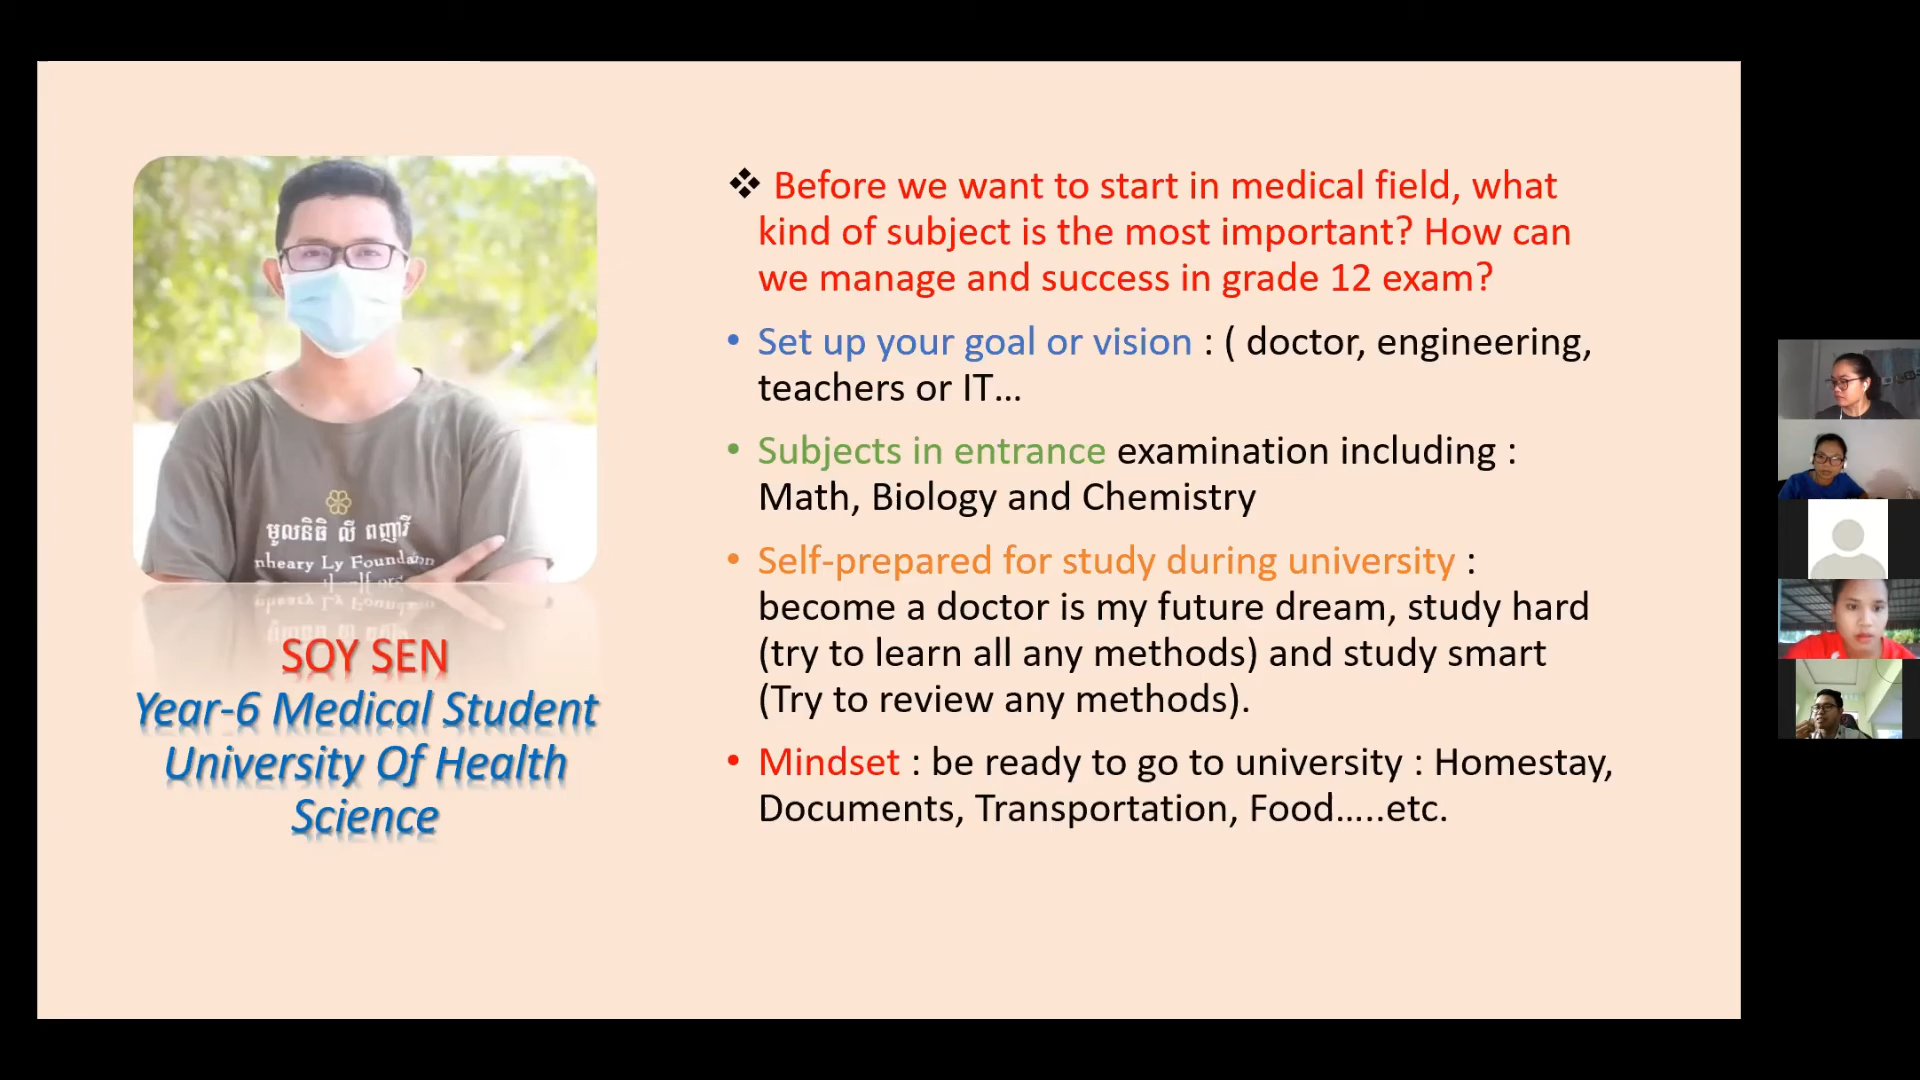 មូលនិធិ លី ពញារី
nheary Ly Foundation
SOY SEN
Year-6 Medical Student
University Of Health
Science
❖ Before we want to start in medical field, what
kind of subject is the most important? How can
we manage and success in grade 12 exam?
• Set up your goal or vision : ( doctor, engineering,
teachers or IT...
• Subjects in entrance examination including :
Math, Biology and Chemistry
• Self-prepared for study during university :
become a doctor is my future dream, study hard
(try to learn all any methods) and study smart
(Try to review any methods).
• Mindset : be ready to go to university : Homestay,
Documents, Transportation, Food.....etc.